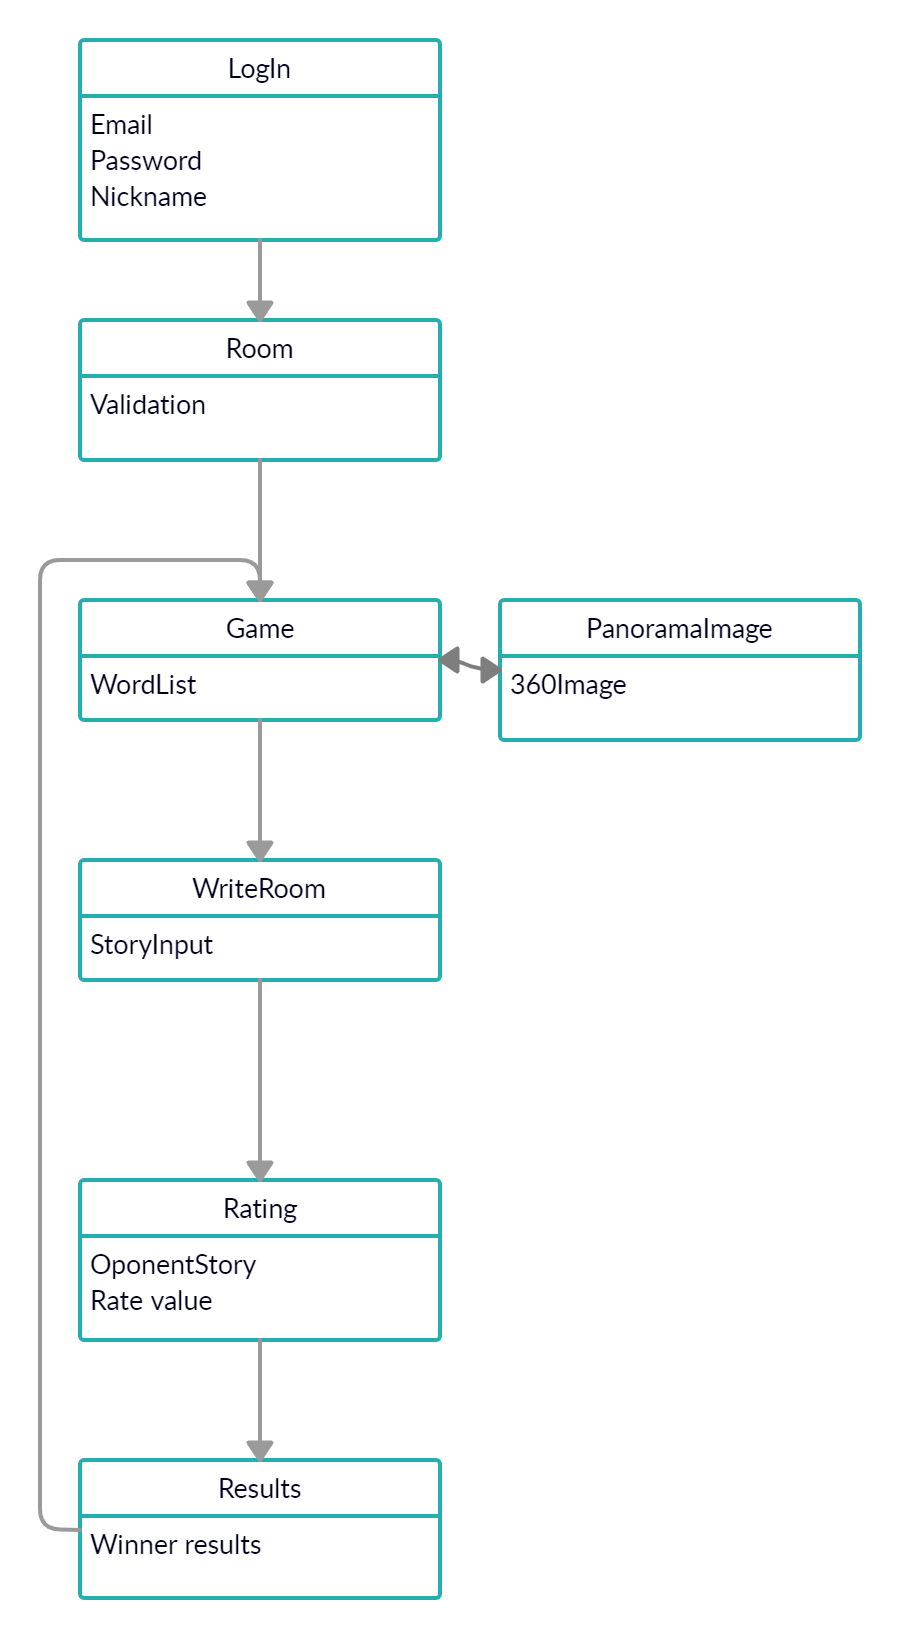 LogIn
Email
Password
Nickname
Room
Validation
Game
WordList
PanoramaImage
360Image
WriteRoom
StoryInput
Rating
OponentStory
Rate value
Results
Winner results